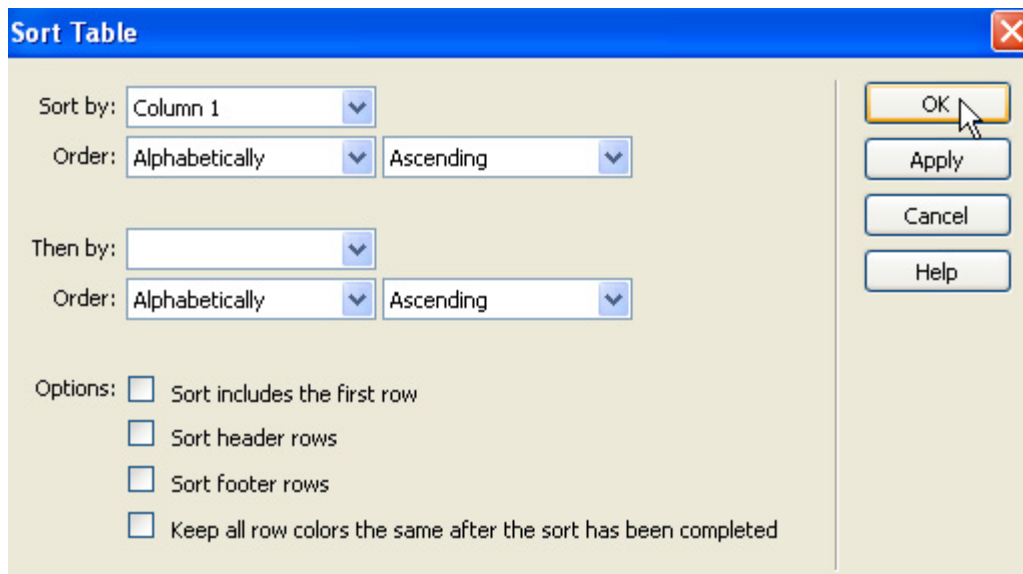 Sort Table
Sort by: Column 1
Order: Alphabetically Ascending
Then by:
Order: Alphabetically Ascending
Options: Sort includes the first row
Sort header rows
Sort footer rows
Keep all row colors the same after the sort has been completed
OK
Apply
Cancel
Help